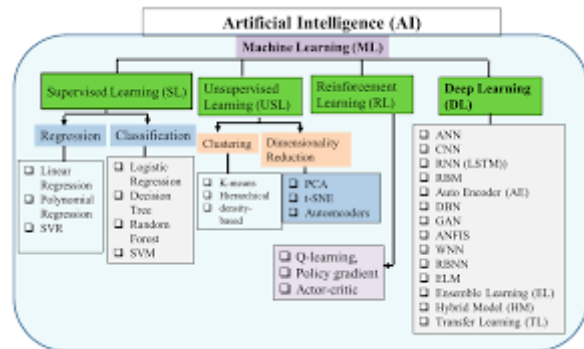 Artificial Intelligence (AI)
Machine Learning (ML)
Supervised Learning (SL)
Unsupervised
Learning (USL)
Reinforcement
Learning (RL)
Deep Learning
(DL)
Regression
Classification
Clustering
Dimensionality
Reduction
Linear
Regression
Polynomial
Regression
SVR
Logistic
Regression
Decision
Tree
Random
Forest
SVM
K-means
Hierarchical
density-
based
PCA
t-SNE
Autoencoders
Q-learning,
Policy gradient
Actor-critic
ANN
CNN
RNN (LSTM))
RBM
Auto Encoder (AE)
DBN
GAN
ANFIS
WNN
RBNN
ELM
Ensemble Learning (EL)
Hybrid Model (HM)
Transfer Learning (TL)